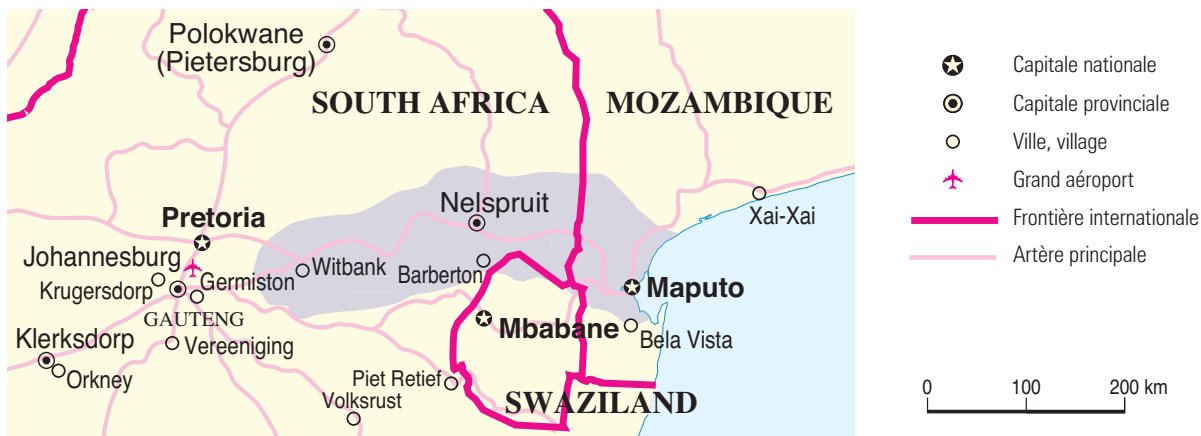 Polokwane
(Pietersburg)
SOUTH AFRICA
MOZAMBIQUE
Nelspruit
Xai-Xai
Pretoria
Johannesburg
Witbank
Barberton
Krugersdorp
Germiston
Maputo
GAUTENG
Mbabane
Klerksdorp
Vereeniging
Bela Vista
Orkney
Piet Retief
Volksrust
SWAZILAND
Capitale nationale
Capitale provinciale
Ville, village
Grand aéroport
Frontière internationale
Artère principale
0 100 200 km